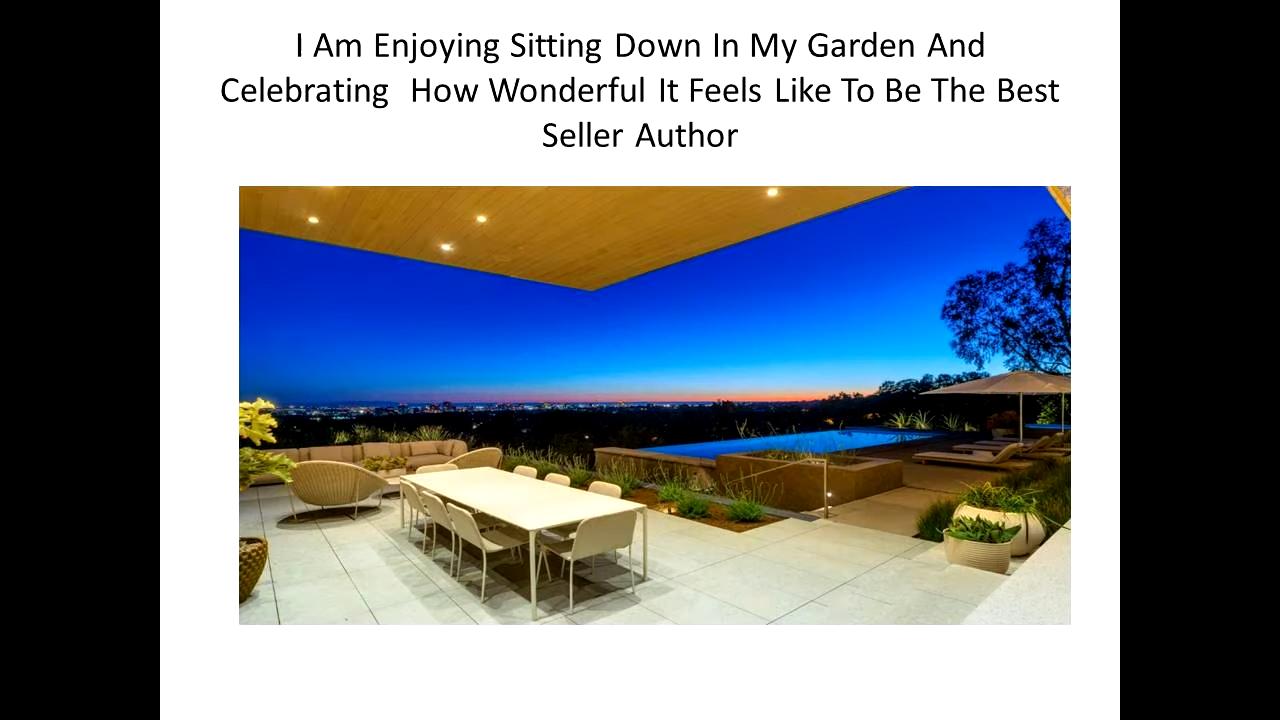 I Am Enjoying Sitting Down In My Garden And
Celebrating  How Wonderful It Feels Like To Be The Best
Seller Author